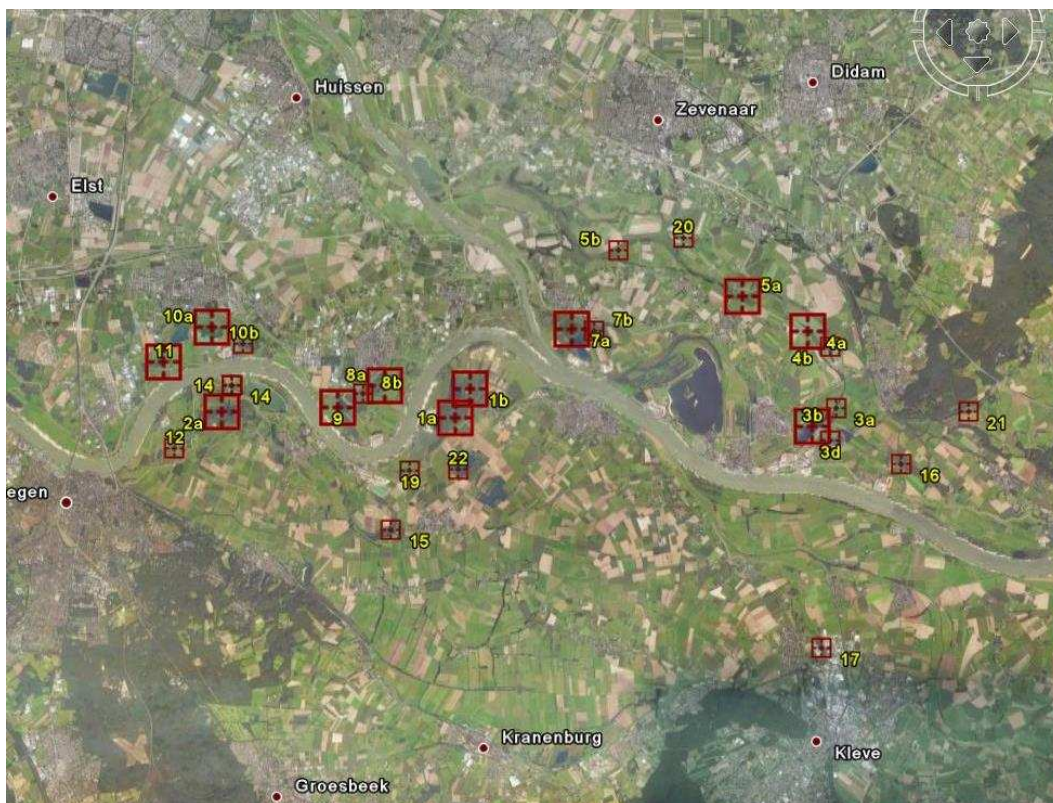 Didam
Huissen
Zevenaar
Elst
20
5b
5a
10a
7b
10b
7a
4a
4b
11
8a
8b
14
14
1b
9
1a
2a
3b
3a
21
12
3d
22
19
16
15
egen
17
Kranenburg
Kleve
Groesbeek